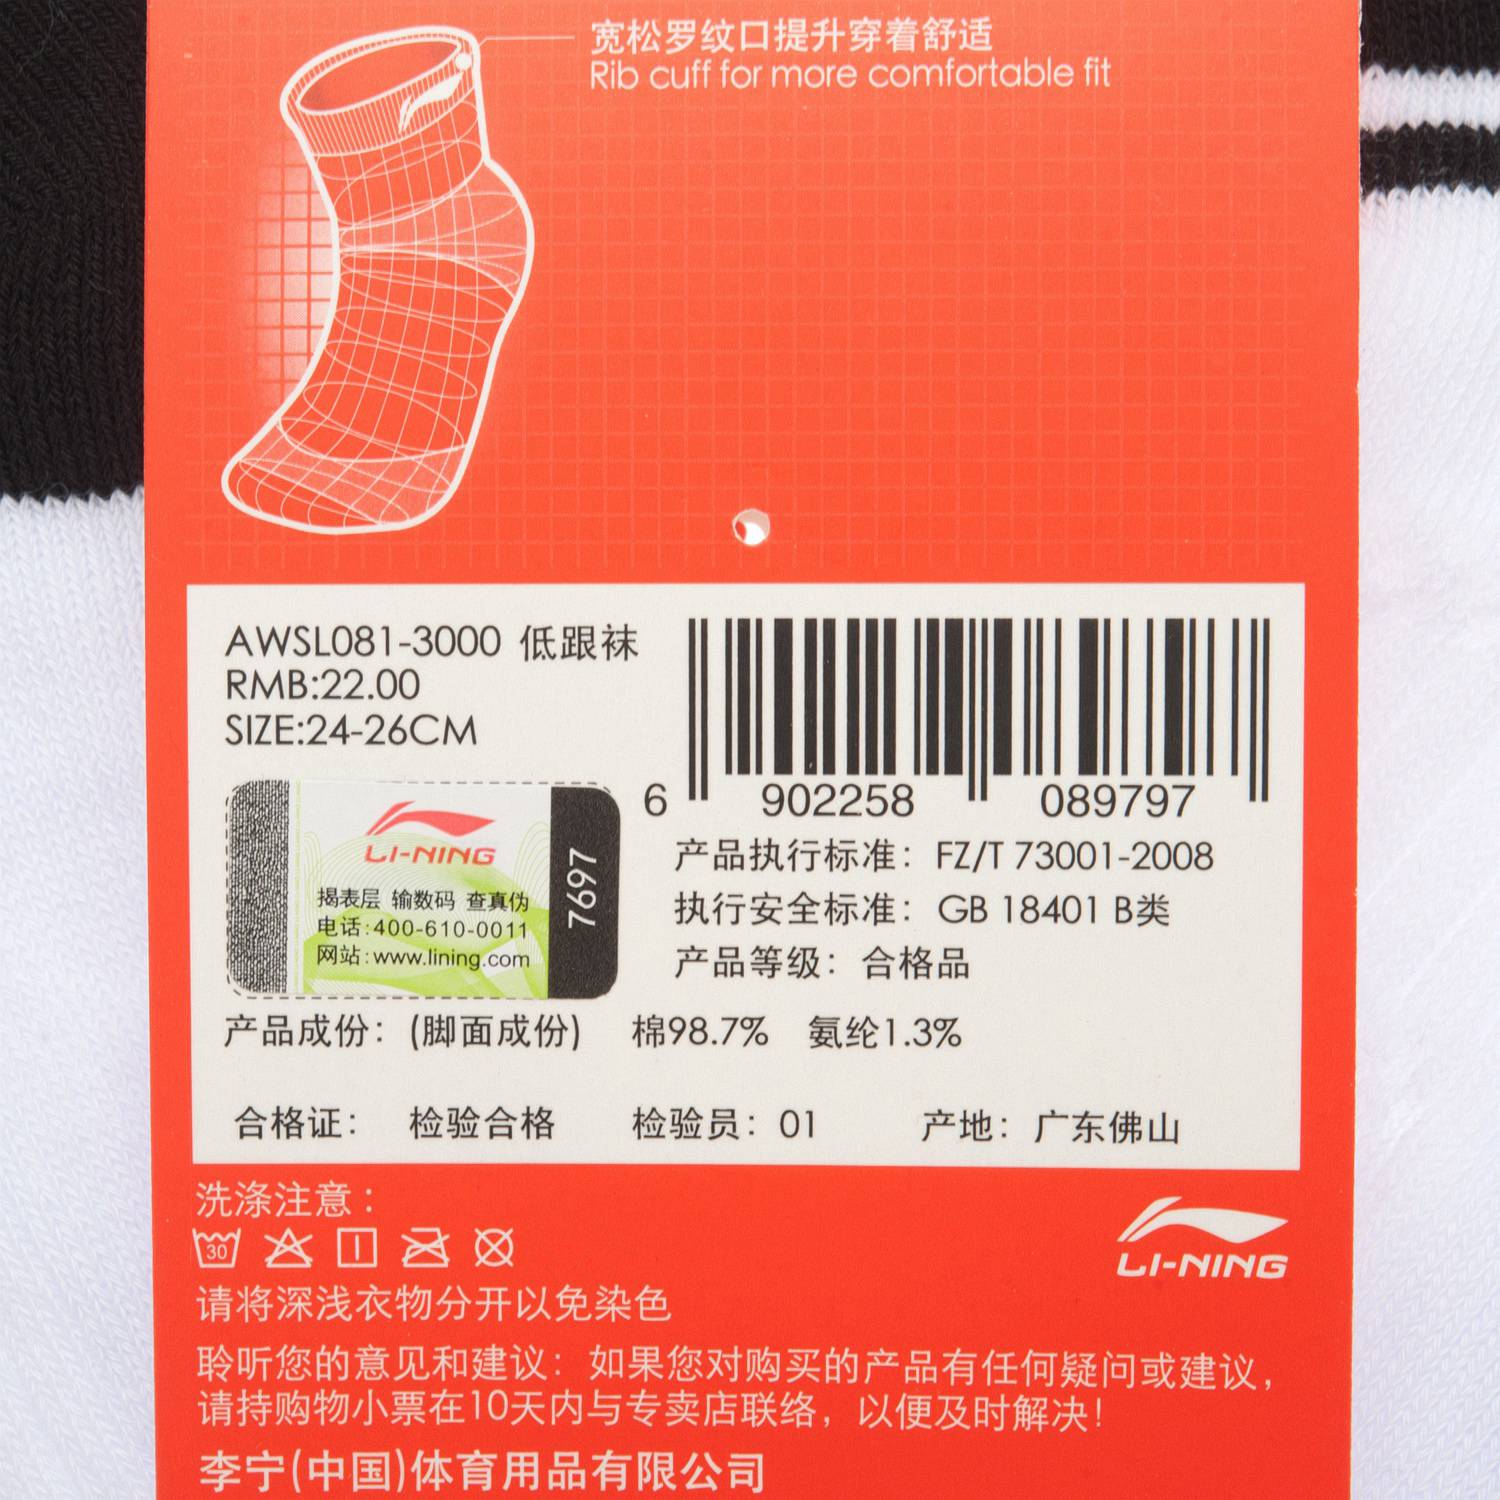 宽松罗纹口提升穿着舒适
Rib cuff for more comfortable fit
AWSL081-3000 低跟袜
RMB:22.00
SIZE:24-26CM
6 902258 089797
LI-NING
揭表层 输数码 查真伪
电话:400-610-0011
网站:www.lining.com
7697
产品执行标准：FZ/T 73001-2008
执行安全标准：GB 18401 B类
产品等级：合格品
产品成份：(脚面成份) 棉98.7% 氨纶1.3%
合格证： 检验合格 检验员：01 产地：广东佛山
洗涤注意：
30
LI-NING
请将深浅衣物分开以免染色
聆听您的意见和建议：如果您对购买的产品有任何疑问或建议，
请持购物小票在10天内与专卖店联络，以便及时解决！
李宁(中国)体育用品有限公司